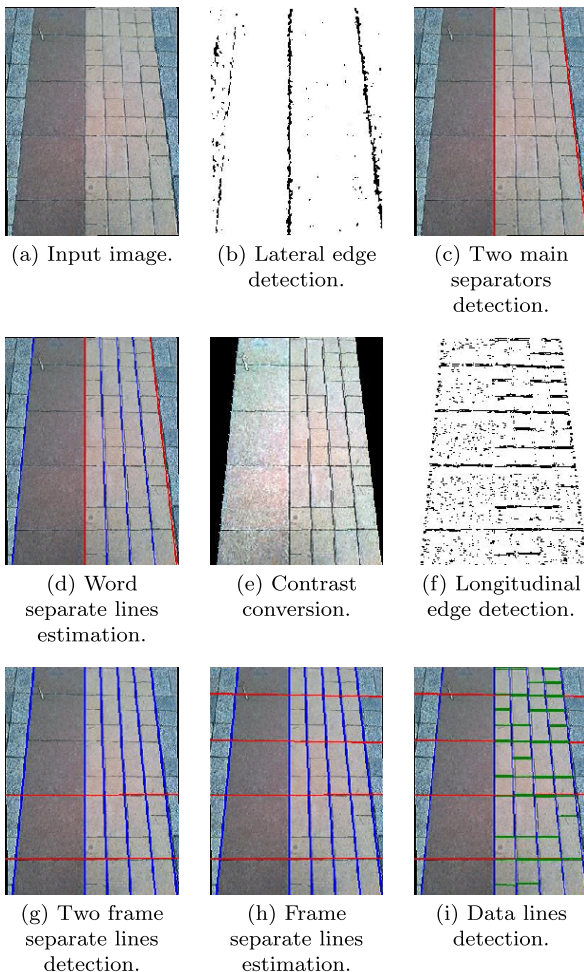 (a) Input image.
(b) Lateral edge
detection.
(c) Two main
separators
detection.
(d) Word
separate lines
estimation.
(e) Contrast
conversion.
(f) Longitudinal
edge detection.
(g) Two frame
separate lines
detection.
(h) Frame
separate lines
estimation.
(i) Data lines
detection.